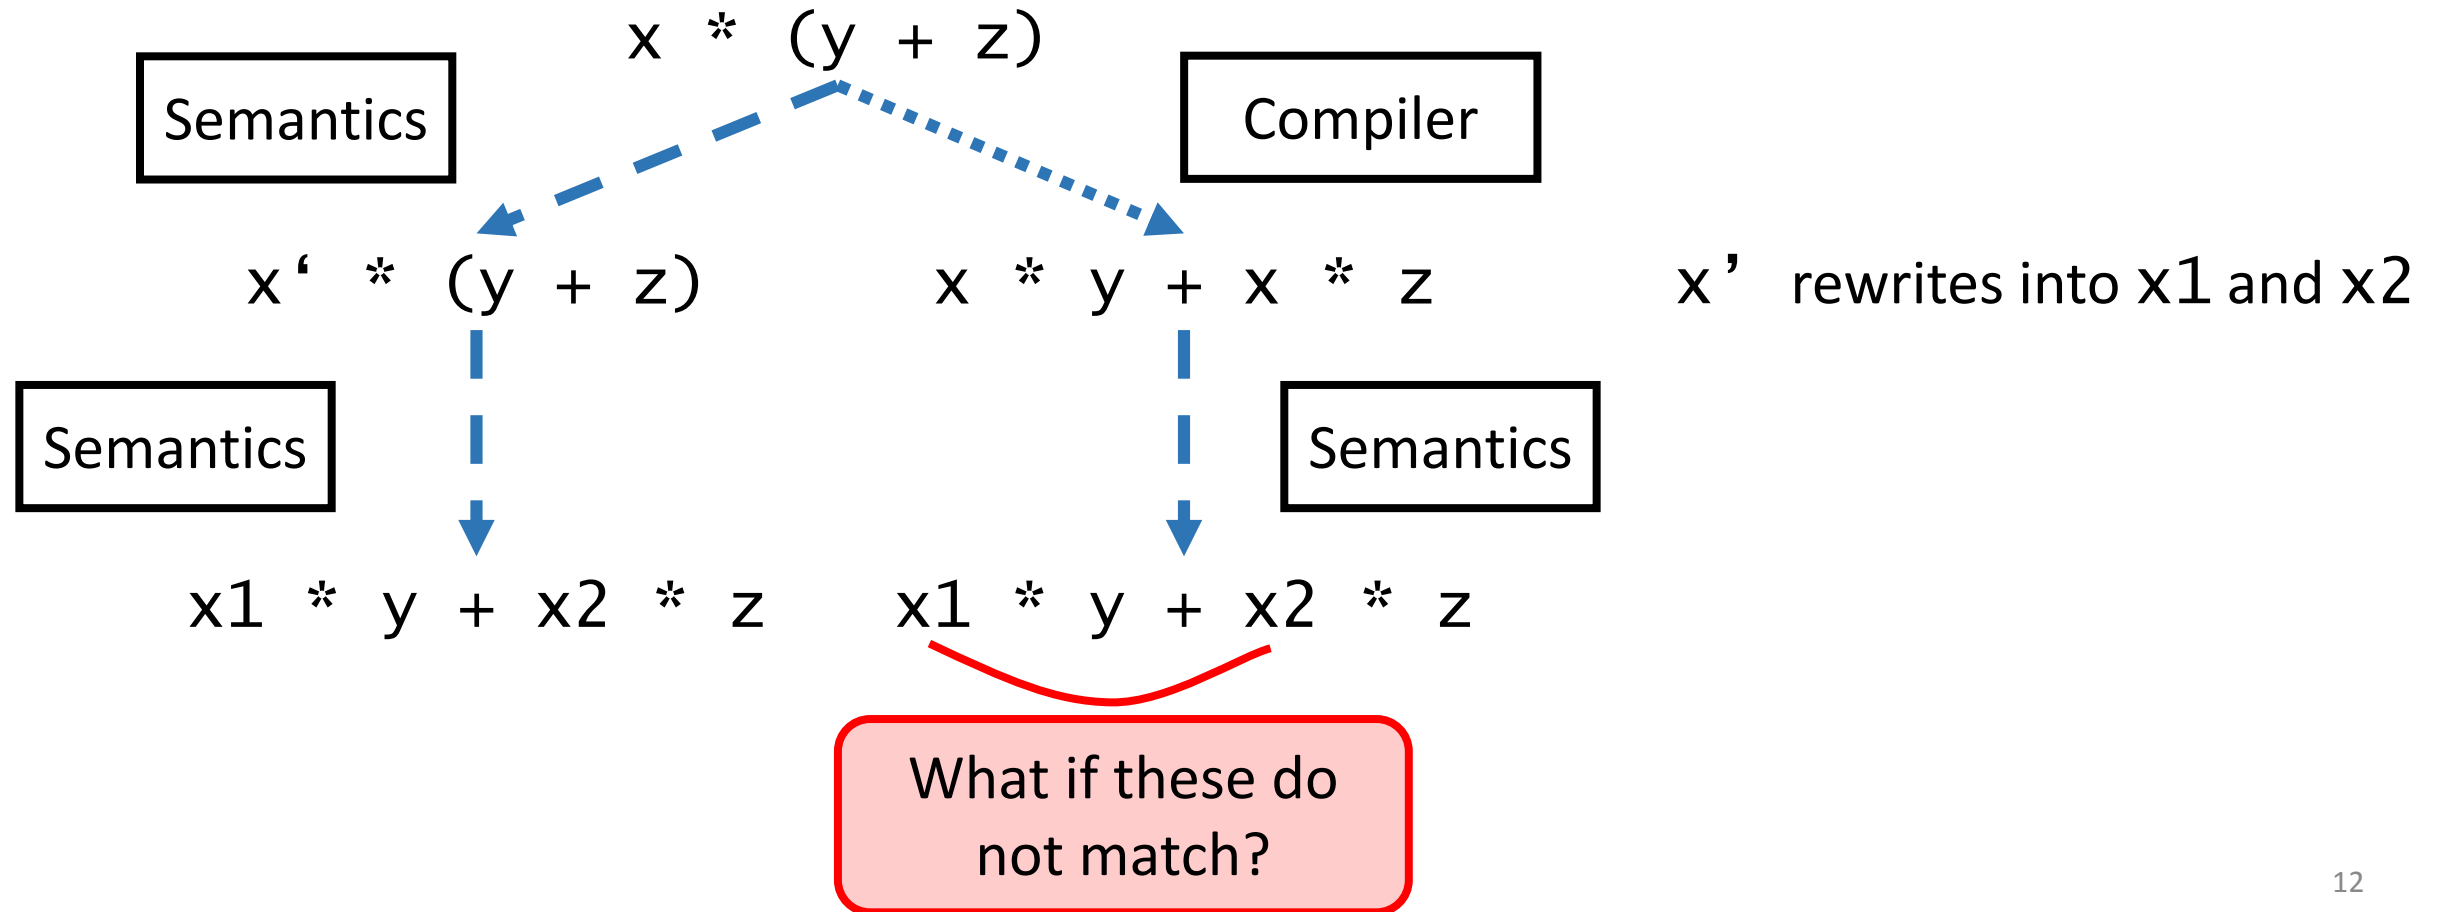 x * (y + z)
Semantics
Compiler
x‘ * (y + z)
x * y + x * z
x’ rewrites into x1 and x2
Semantics
Semantics
x1 * y + x2 * z
x1 * y + x2 * z
What if these do
not match?
12